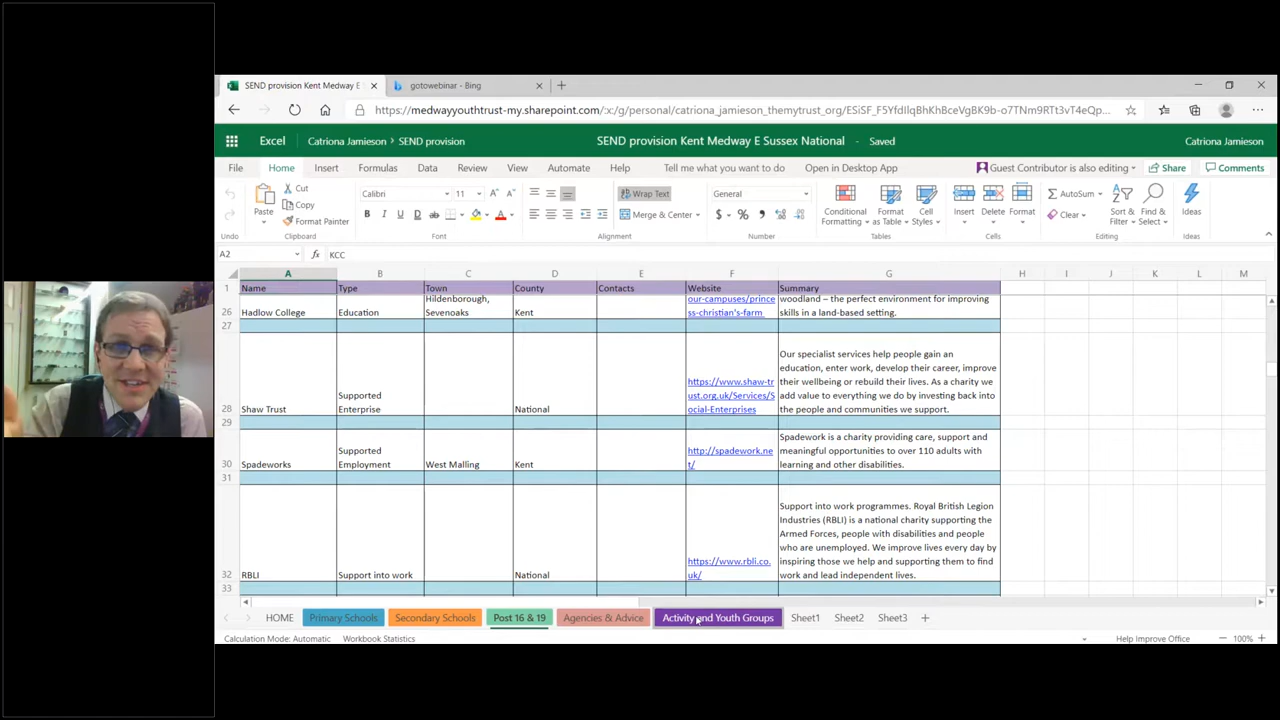 SEND provision Kent Medway E
gotowebinar - Bing
https://medwayyouthtrust-my.sharepoint.com/:x:/g/personal/catriona_jamieson_themytrust_org/ESiSF_F5YfdIlqBhKhBceVgBK9b-o7TNm9RTt3vT4eQp...
Excel
Catriona Jamieson > SEND provision
SEND provision Kent Medway E Sussex National - Saved
Catriona Jamieson
File Home Insert Formulas Data Review View Automate Help Tell me what you want to do Open in Desktop App Guest Contributor is also editing Share Comments
Paste
Cut
Copy
Format Painter
Calibri 11
Wrap Text
Merge & Center
General
Conditional Formatting
Format as Table
Cell Styles
Insert
Delete
Format
AutoSum
Clear
Sort & Filter
Find & Select
Ideas
Undo Clipboard Font Alignment Number Tables Cells Editing Ideas
A2 fx KCC
A B C D E F G H I J K L M
1 Name Type Town County Contacts Website Summary
26 Hadlow College Education
Hildenborough,
Sevenoaks
Kent
our-campuses/prince
ss-christian's-farm
woodland – the perfect environment for improving
skills in a land-based setting.
27
28 Shaw Trust
Supported
Enterprise
National
https://www.shaw-tr
ust.org.uk/Services/S
ocial-Enterprises
Our specialist services help people gain an
education, enter work, develop their career, improve
their wellbeing or rebuild their lives. As a charity we
add value to everything we do by investing back into
the people and communities we support.
29
30 Spadeworks
Supported
Employment
West Malling
Kent
http://spadework.ne
t/
Spadework is a charity providing care, support and
meaningful opportunities to over 110 adults with
learning and other disabilities.
31
32 RBLI Support into work National
https://www.rbli.co.
uk/
Support into work programmes. Royal British Legion
Industries (RBLI) is a national charity supporting the
Armed Forces, people with disabilities and people
who are unemployed. We improve lives every day by
inspiring those we help and supporting them to find
work and lead independent lives.
33
HOME Primary Schools Secondary Schools Post 16 & 19 Agencies & Advice Activity and Youth Groups Sheet1 Sheet2 Sheet3
Calculation Mode: Automatic Workbook Statistics Help Improve Office 100%